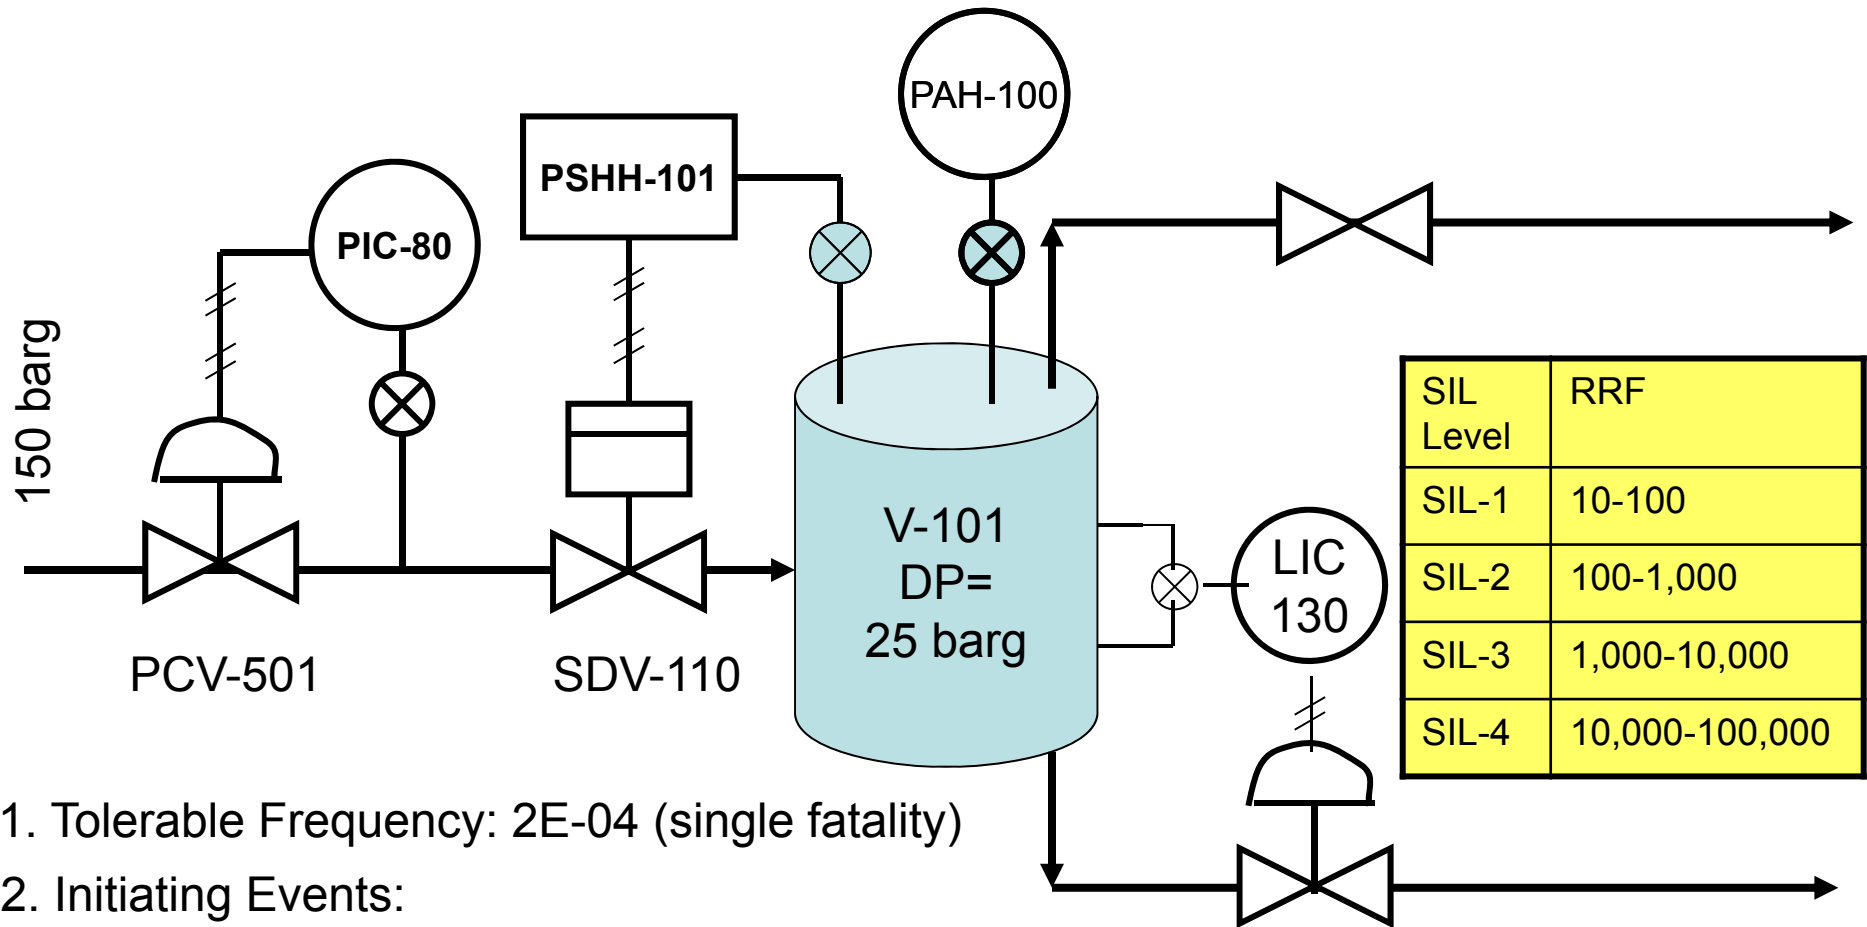 PAH-100
PSHH-101
PIC-80
150 barg
SIL
Level
RRF
SIL-1
10-100
SIL-2
100-1,000
SIL-3
1,000-10,000
SIL-4
10,000-100,000
V-101
DP=
25 barg
LIC
130
PCV-501
SDV-110
1. Tolerable Frequency: 2E-04 (single fatality)
2. Initiating Events: